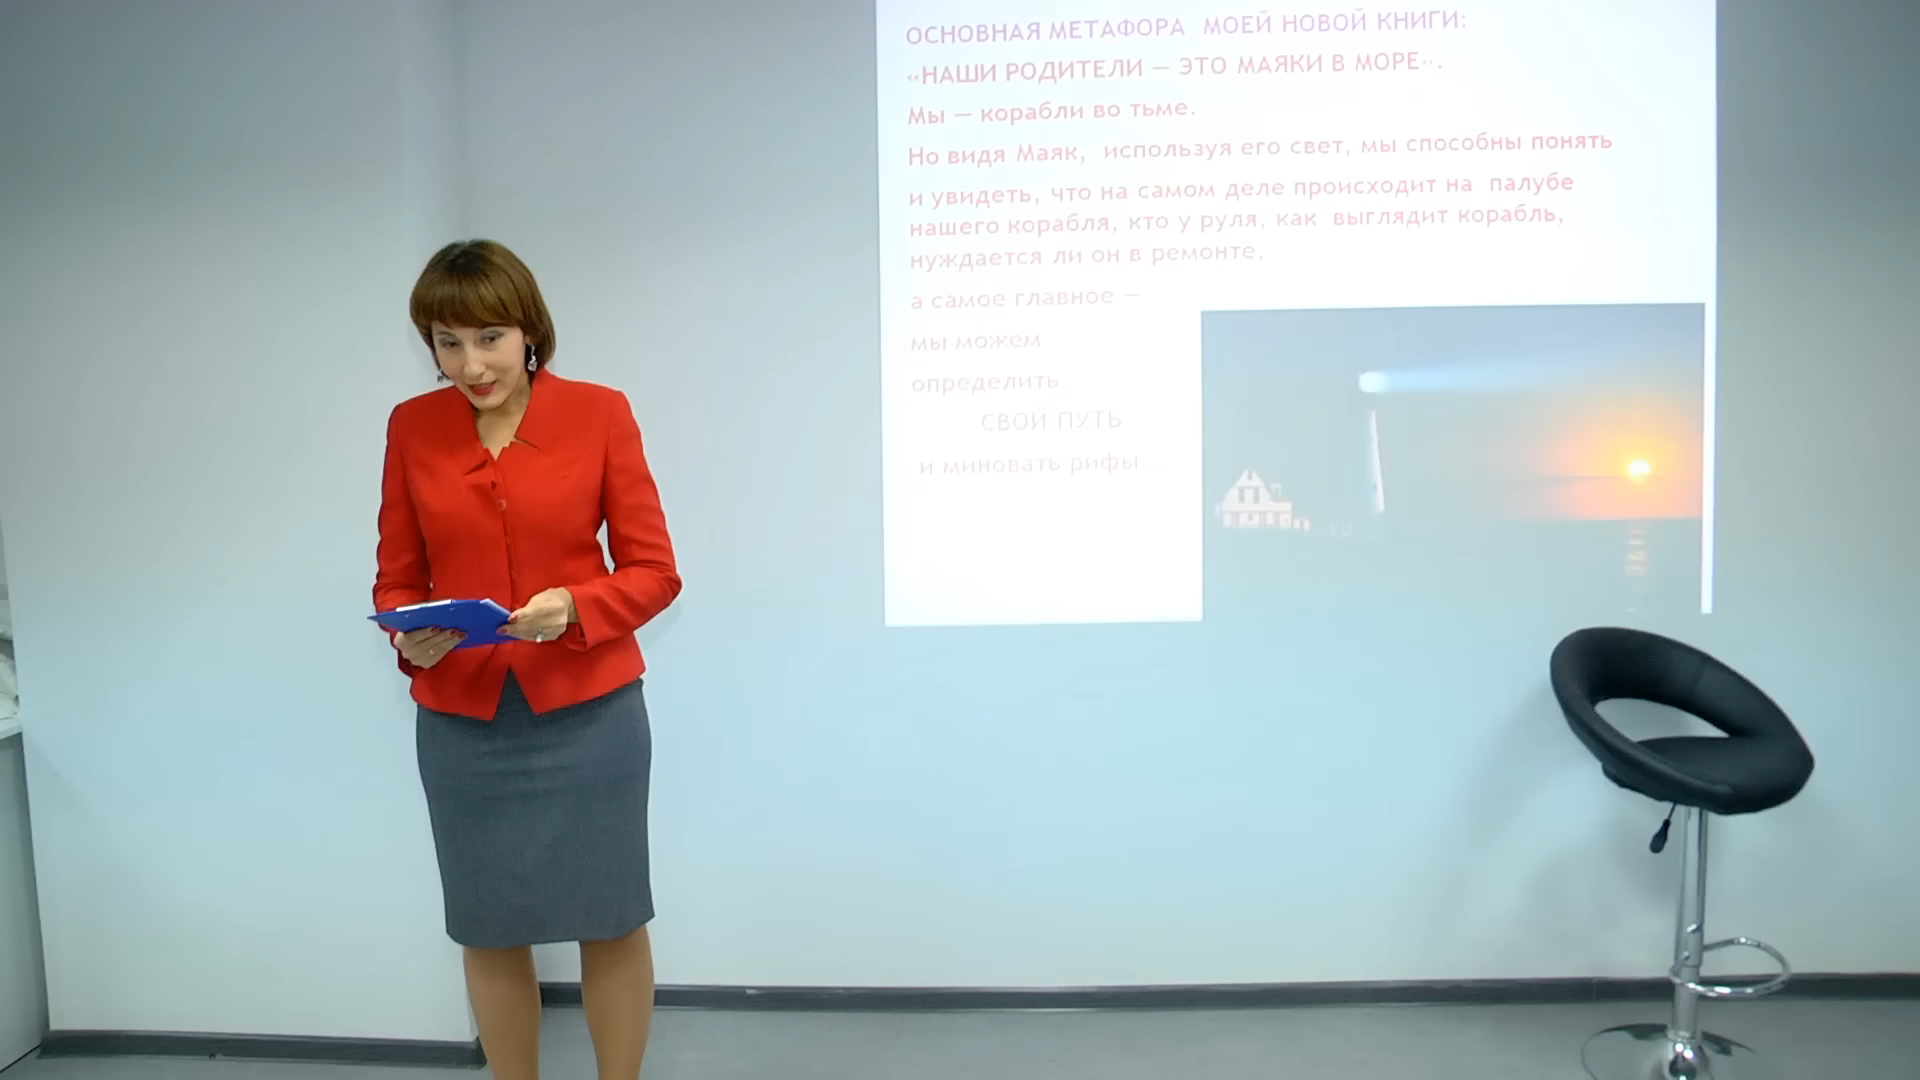 ОСНОВНАЯ МЕТАФОРА МОЕЙ НОВОЙ КНИГИ:
«НАШИ РОДИТЕЛИ — ЭТО МАЯКИ В МОРЕ».
Мы — корабли во тьме.
Но видя Маяк, используя его свет, мы способны понять
и увидеть, что на самом деле происходит на палубе
нашего корабля, кто у руля, как выглядит корабль,
нуждается ли он в ремонте,
а самое главное —
мы можем
определить
СВОЙ ПУТЬ
и миновать рифы...